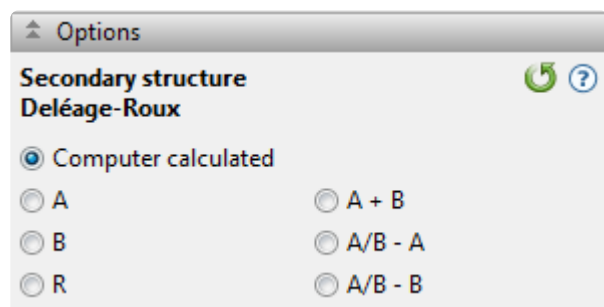 Options
Secondary structure
Deléage-Roux
?
Computer calculated
A A + B
B A/B - A
R A/B - B